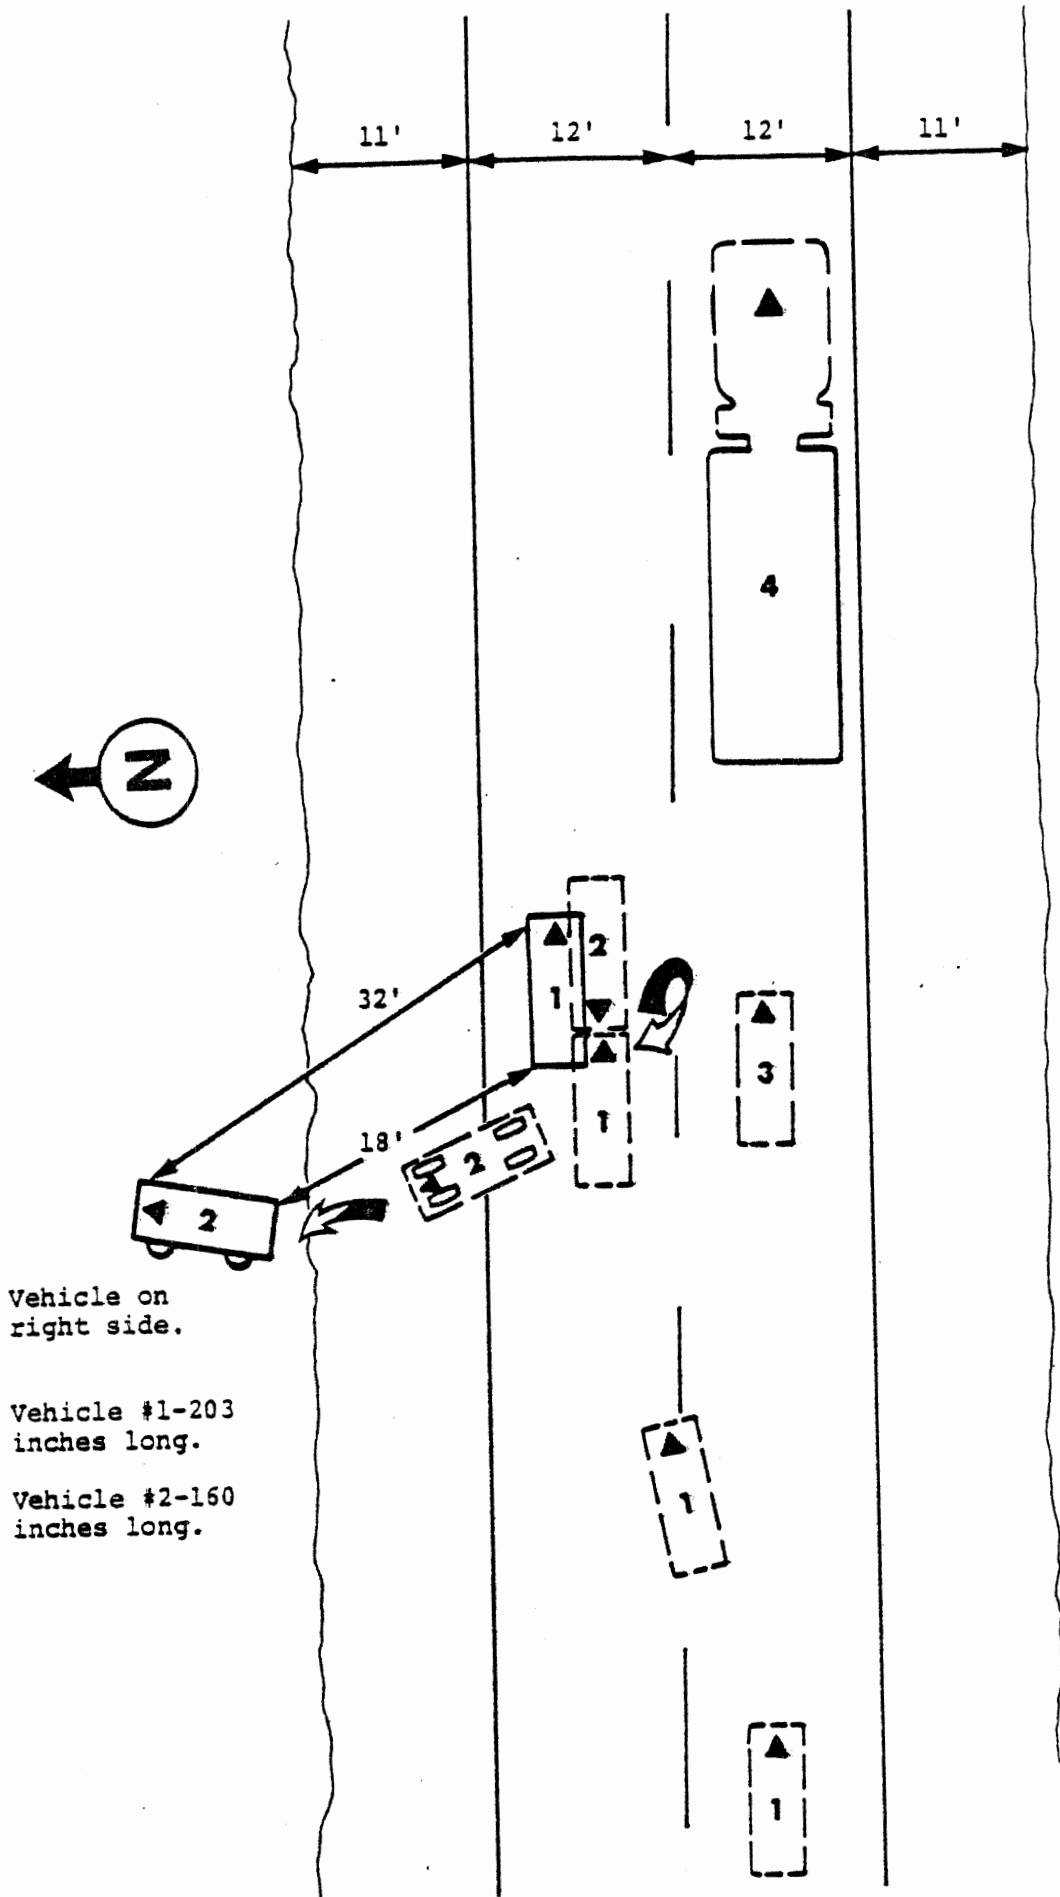 11' 12' 12' 11'
4
N
2
32'
1
3
1
18'
2
2
Vehicle on
right side.
Vehicle #1-203
inches long.
Vehicle #2-160
inches long.
1
1